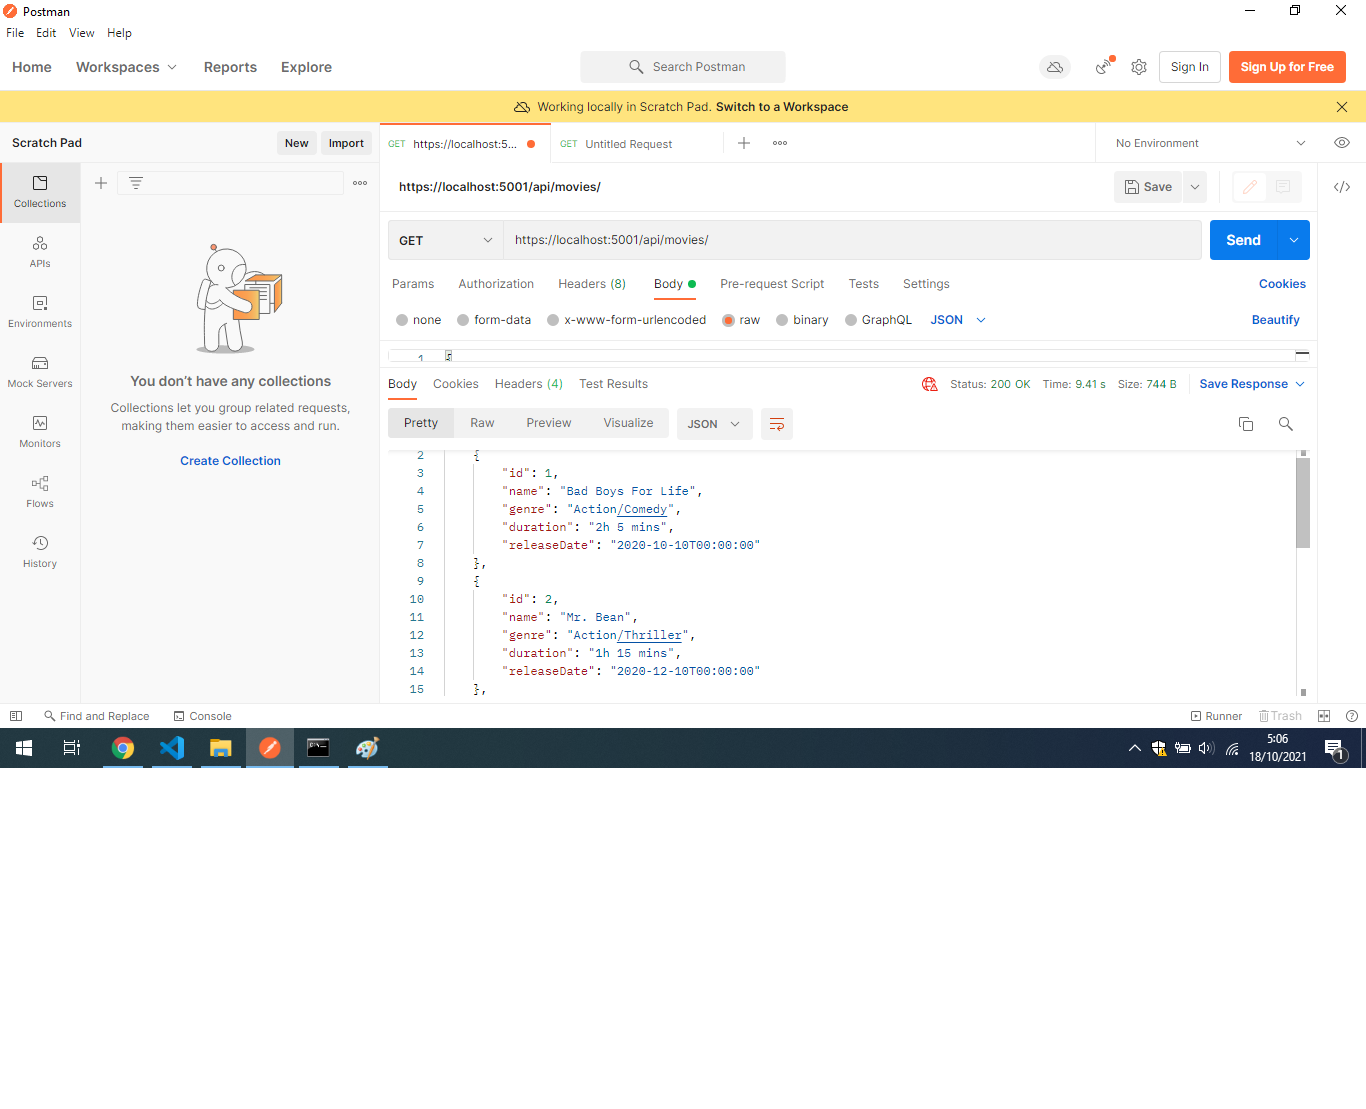 Postman
File Edit View Help
Home Workspaces Reports Explore Search Postman Sign In Sign Up for Free
Working locally in Scratch Pad. Switch to a Workspace
Scratch Pad New Import GET https://localhost:5... GET Untitled Request No Environment
https://localhost:5001/api/movies/ Save
GET https://localhost:5001/api/movies/ Send
Params Authorization Headers (8) Body Pre-request Script Tests Settings Cookies
none form-data x-www-form-urlencoded raw binary GraphQL JSON Beautify
1 {
Body Cookies Headers (4) Test Results Status: 200 OK Time: 9.41 s Size: 744 B Save Response
Pretty Raw Preview Visualize JSON
2 {
3 "id": 1,
4 "name": "Bad Boys For Life",
5 "genre": "Action/Comedy",
6 "duration": "2h 5 mins",
7 "releaseDate": "2020-10-10T00:00:00"
8 },
9 {
10 "id": 2,
11 "name": "Mr. Bean",
12 "genre": "Action/Thriller",
13 "duration": "1h 15 mins",
14 "releaseDate": "2020-12-10T00:00:00"
15 },
Collections
APIs
Environments
Mock Servers
Monitors
Flows
History
You don't have any collections
Collections let you group related requests,
making them easier to access and run.
Create Collection
Find and Replace Console Runner Trash
5:06
18/10/2021
1